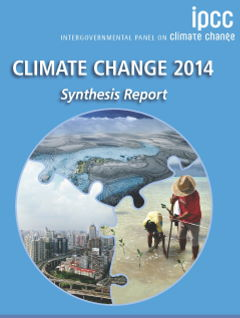 ipcc
INTERGOVERNMENTAL PANEL ON climate change
CLIMATE CHANGE 2014
Synthesis Report